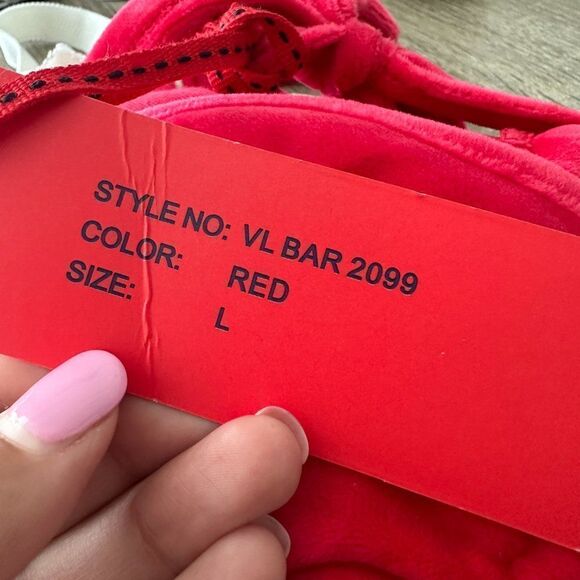 STYLE NO: VL BAR 2099
COLOR: RED
SIZE: L